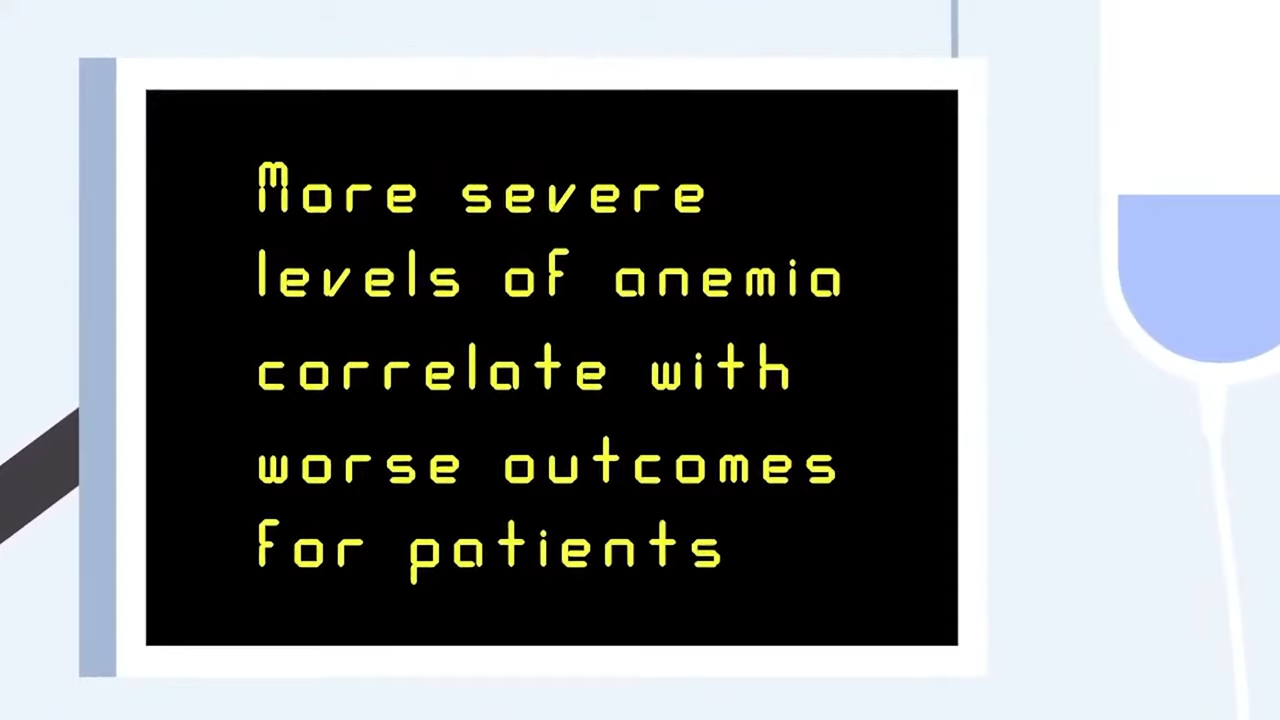 More severe
levels of anemia
correlate with
worse outcomes
for patients